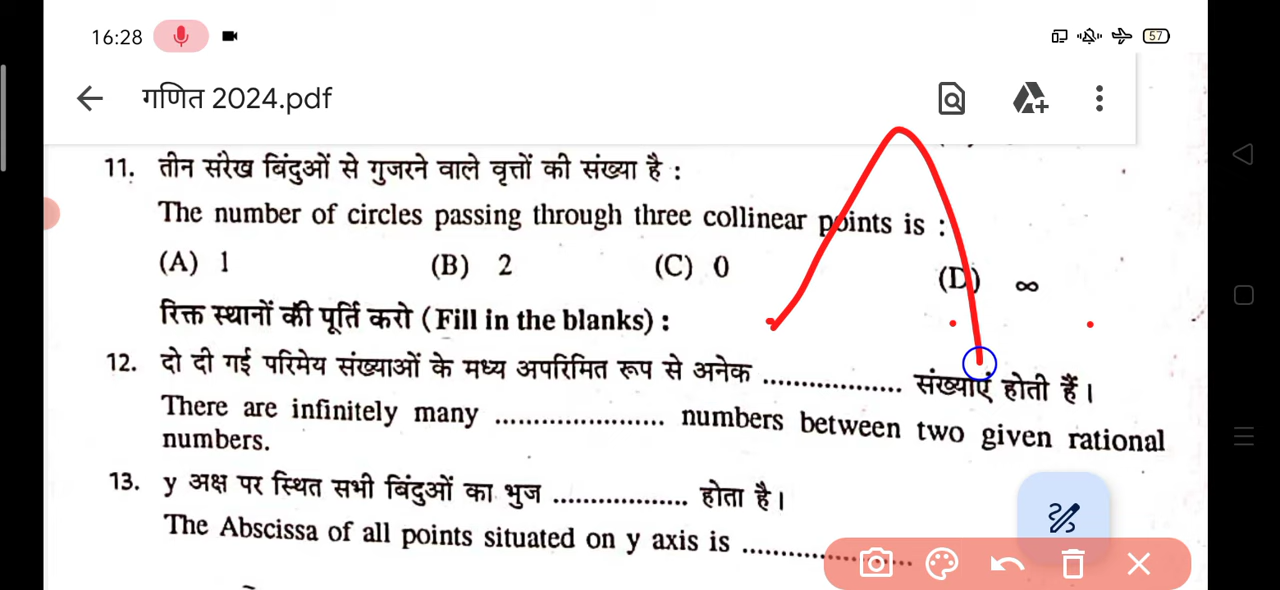 16:28
57
गणित 2024.pdf
11. तीन संरेख बिंदुओं से गुजरने वाले वृत्तों की संख्या है :
The number of circles passing through three collinear points is :
(A) 1 (B) 2 (C) 0 (D) ∞
रिक्त स्थानों की पूर्ति करो (Fill in the blanks) :
12. दो दी गई परिमेय संख्याओं के मध्य अपरिमित रूप से अनेक .................. संख्याएं होती हैं।
There are infinitely many ...................... numbers between two given rational
numbers.
13. y अक्ष पर स्थित सभी बिंदुओं का भुज .................. होता है।
The Abscissa of all points situated on y axis is ......................